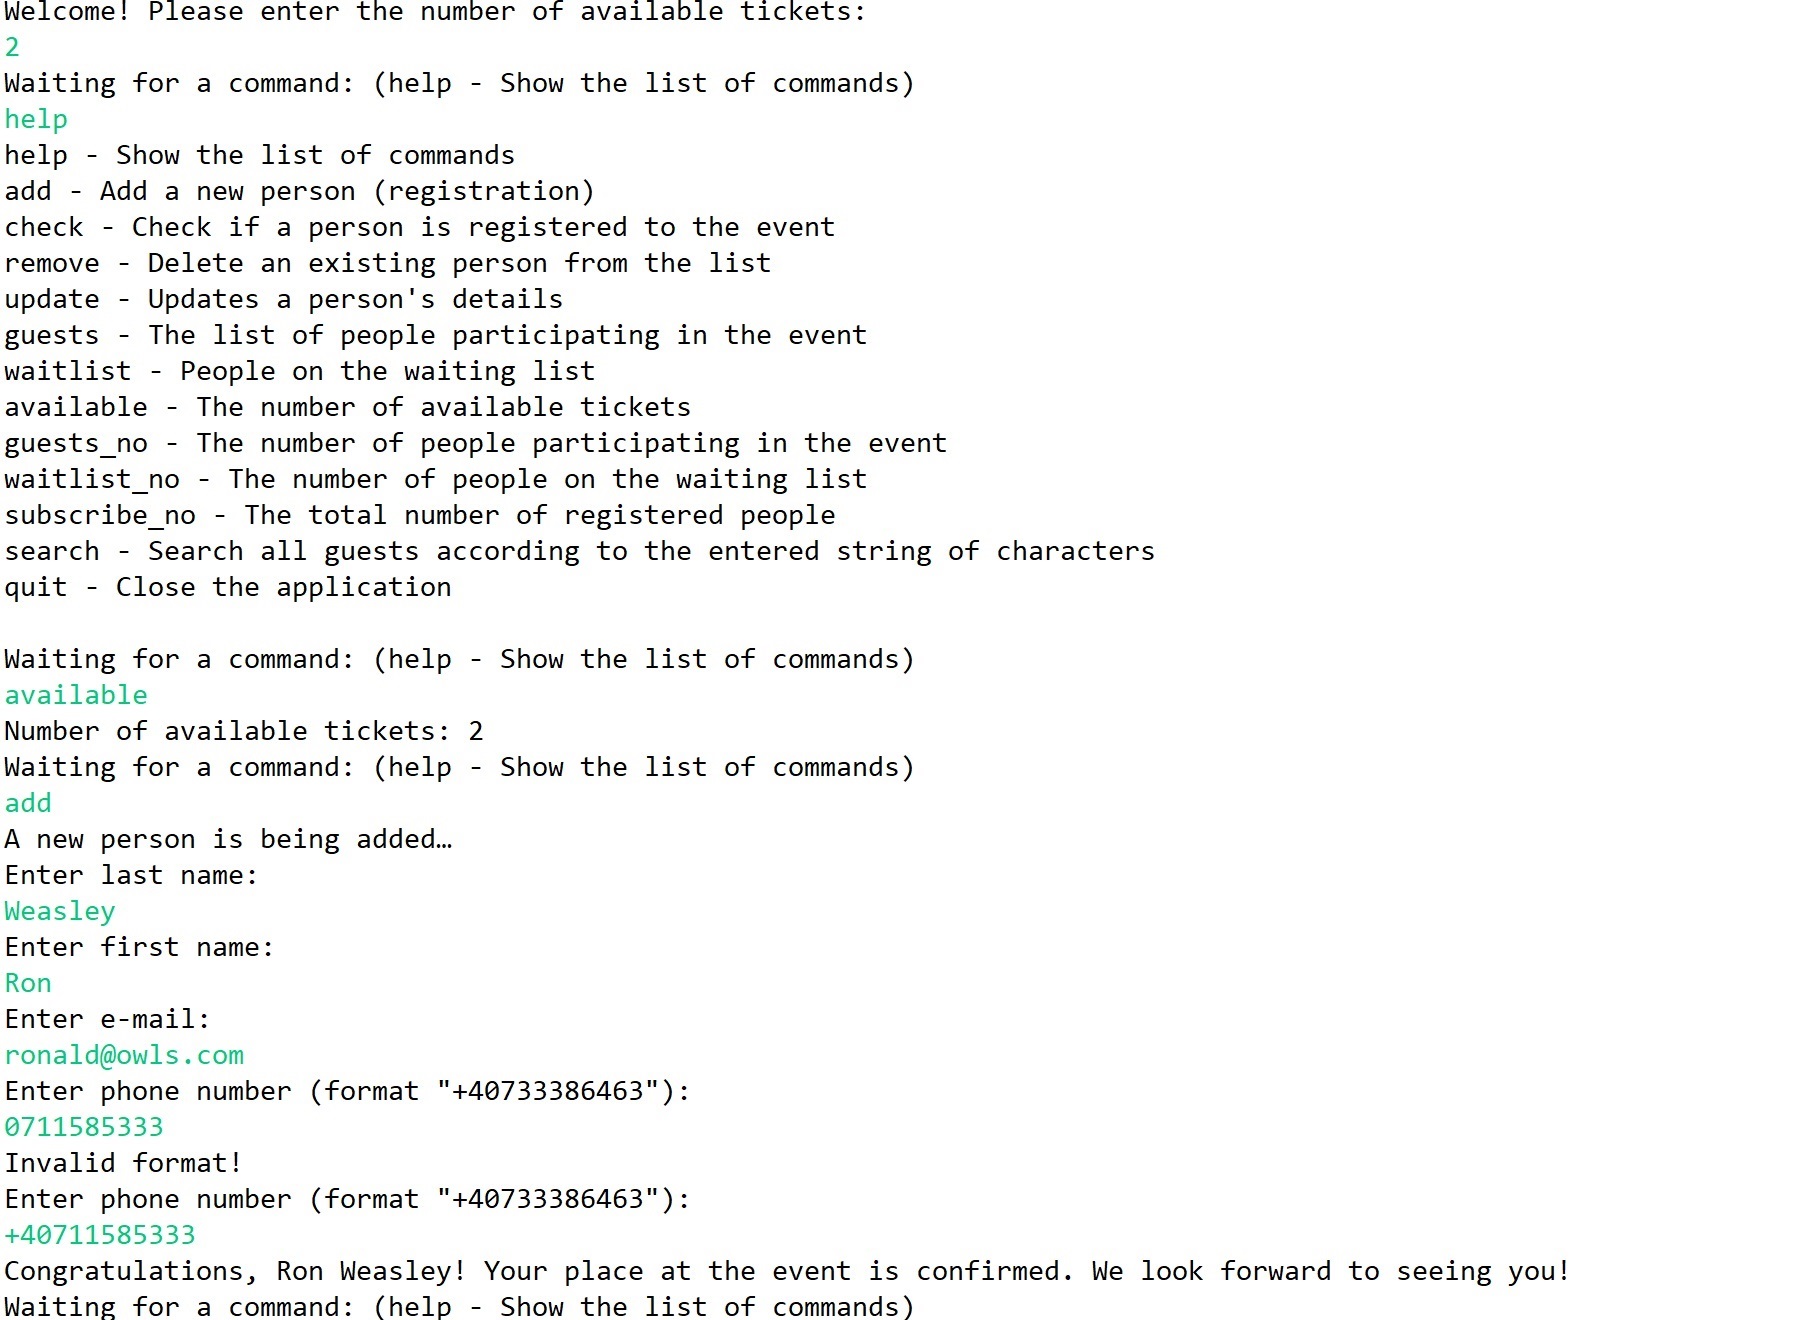 Welcome! Please enter the number of available tickets:
2
Waiting for a command: (help - Show the list of commands)
help
help - Show the list of commands
add - Add a new person (registration)
check - Check if a person is registered to the event
remove - Delete an existing person from the list
update - Updates a person's details
guests - The list of people participating in the event
waitlist - People on the waiting list
available - The number of available tickets
guests_no - The number of people participating in the event
waitlist_no - The number of people on the waiting list
subscribe_no - The total number of registered people
search - Search all guests according to the entered string of characters
quit - Close the application
Waiting for a command: (help - Show the list of commands)
available
Number of available tickets: 2
Waiting for a command: (help - Show the list of commands)
add
A new person is being added…
Enter last name:
Weasley
Enter first name:
Ron
Enter e-mail:
ronald@owls.com
Enter phone number (format "+40733386463"):
0711585333
Invalid format!
Enter phone number (format "+40733386463"):
+40711585333
Congratulations, Ron Weasley! Your place at the event is confirmed. We look forward to seeing you!
Waiting for a command: (help - Show the list of commands)